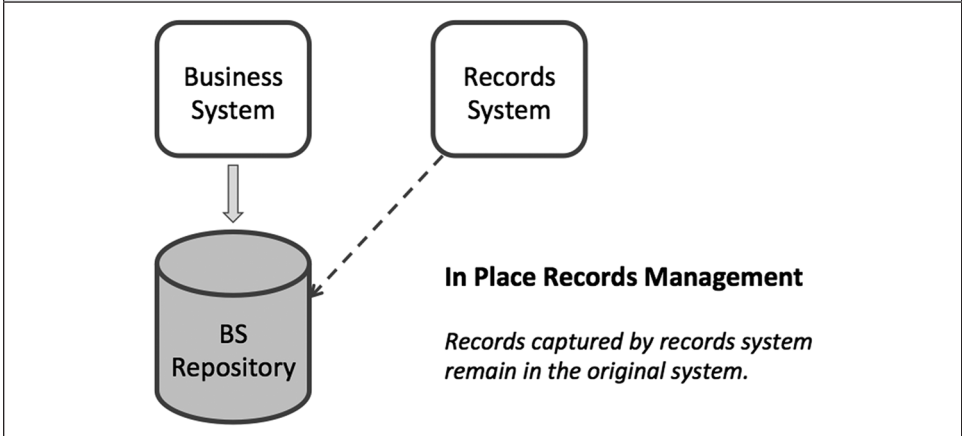 Business
System
Records
System
BS
Repository
In Place Records Management
Records captured by records system
remain in the original system.